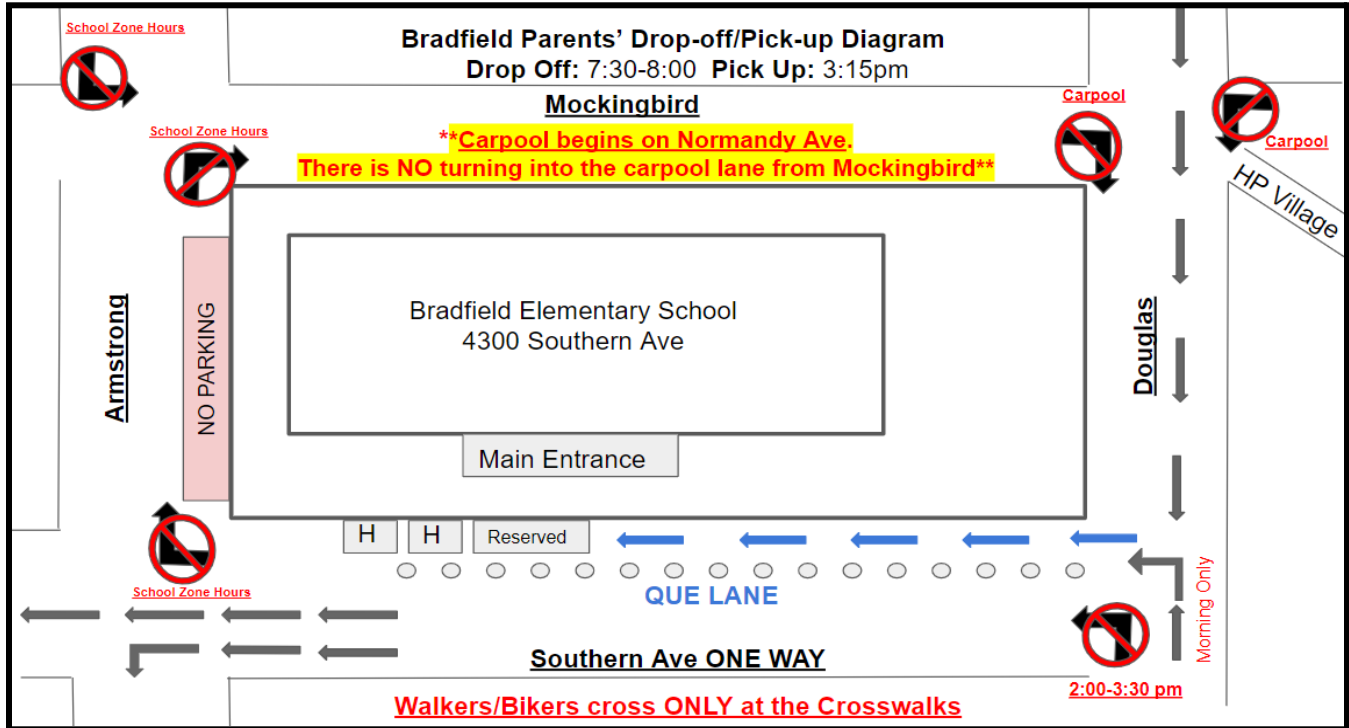 School Zone Hours
Bradfield Parents' Drop-off/Pick-up Diagram
Drop Off: 7:30-8:00 Pick Up: 3:15pm
Mockingbird
Carpool
Carpool
School Zone Hours
**Carpool begins on Normandy Ave.
There is NO turning into the carpool lane from Mockingbird**
HP Village
Armstrong
NO PARKING
Bradfield Elementary School
4300 Southern Ave
Douglas
Main Entrance
H
H
Reserved
School Zone Hours
QUE LANE
Morning Only
Southern Ave ONE WAY
2:00-3:30 pm
Walkers/Bikers cross ONLY at the Crosswalks